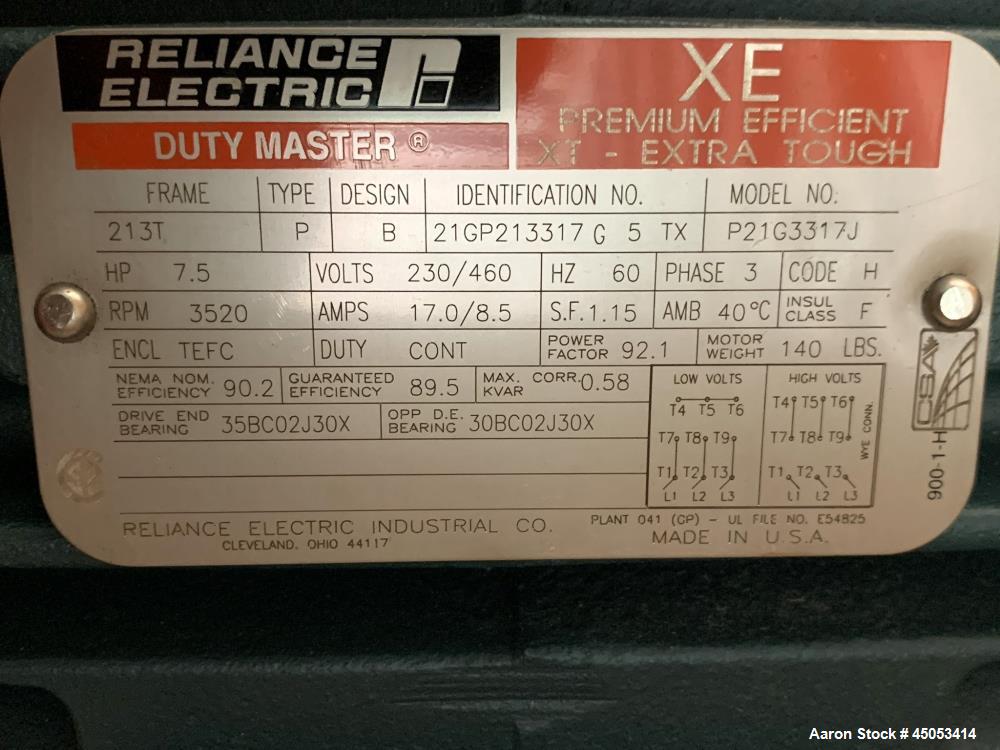 RELIANCE
ELECTRIC
DUTY MASTER ®
XE
PREMIUM EFFICIENT
XT - EXTRA TOUGH
FRAME TYPE DESIGN IDENTIFICATION NO. MODEL NO:
213T P B 21GP213317 G 5 TX P21G3317J
HP 7.5 VOLTS 230/460 HZ 60 PHASE 3 CODE H
RPM 3520 AMPS 17.0/8.5 S.F. 1.15 AMB 40°C INSUL CLASS F
ENCL TEFC DUTY CONT POWER FACTOR 92.1 MOTOR WEIGHT 140 LBS.
NEMA NOM. EFFICIENCY 90.2 GUARANTEED EFFICIENCY 89.5 MAX. CORR. KVAR 0.58
DRIVE END BEARING 35BC02J30X OPP D.E. BEARING 30BC02J30X
LOW VOLTS
T4 T5 T6
T7 T8 T9
T1 T2 T3
L1 L2 L3
HIGH VOLTS
T4 T5 T6
T7 T8 T9
T1 T2 T3
L1 L2 L3
WYE CONN.
CSA
900-1-H
RELIANCE ELECTRIC INDUSTRIAL CO.
CLEVELAND, OHIO 44117
PLANT 041 (GP) - UL FILE NO. E54825
MADE IN U.S.A.
Aaron Stock # 45053414